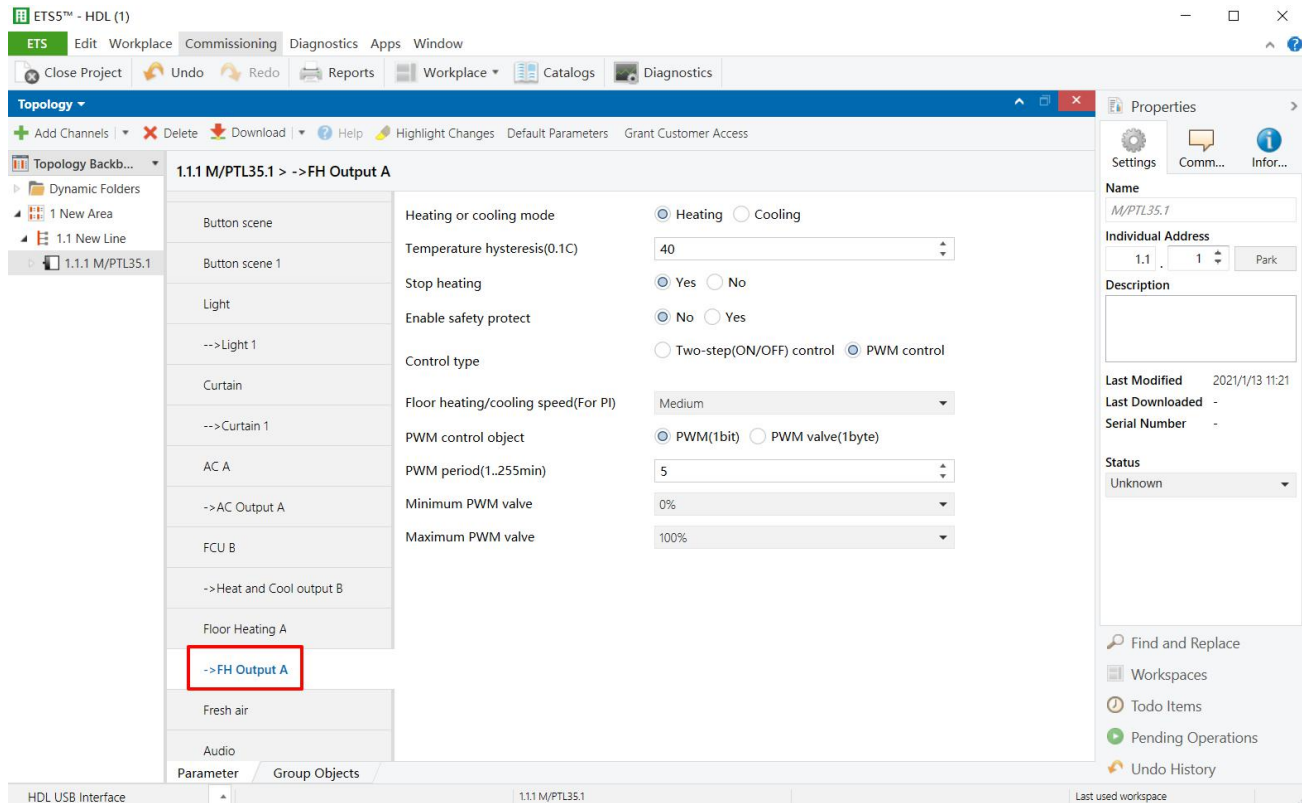 ETS5™ - HDL (1)
ETS Edit Workplace Commissioning Diagnostics Apps Window
Close Project Undo Redo Reports Workplace Catalogs Diagnostics
Topology
Add Channels Delete Download Help Highlight Changes Default Parameters Grant Customer Access
Topology Backb...
Dynamic Folders
1 New Area
1.1 New Line
1.1.1 M/PTL35.1
1.1.1 M/PTL35.1 > ->FH Output A
Button scene
Button scene 1
Light
-->Light 1
Curtain
-->Curtain 1
AC A
->AC Output A
FCU B
->Heat and Cool output B
Floor Heating A
->FH Output A
Fresh air
Audio
Heating or cooling mode Heating Cooling
Temperature hysteresis(0.1C) 40
Stop heating Yes No
Enable safety protect No Yes
Control type Two-step(ON/OFF) control PWM control
Floor heating/cooling speed(For PI) Medium
PWM control object PWM(1bit) PWM valve(1byte)
PWM period(1..255min) 5
Minimum PWM valve 0%
Maximum PWM valve 100%
Parameter Group Objects
Properties
Settings Comm... Infor...
Name
M/PTL35.1
Individual Address
1.1 . 1 Park
Description
Last Modified 2021/1/13 11:21
Last Downloaded -
Serial Number -
Status
Unknown
Find and Replace
Workspaces
Todo Items
Pending Operations
Undo History
HDL USB Interface 1.1.1 M/PTL35.1 Last used workspace